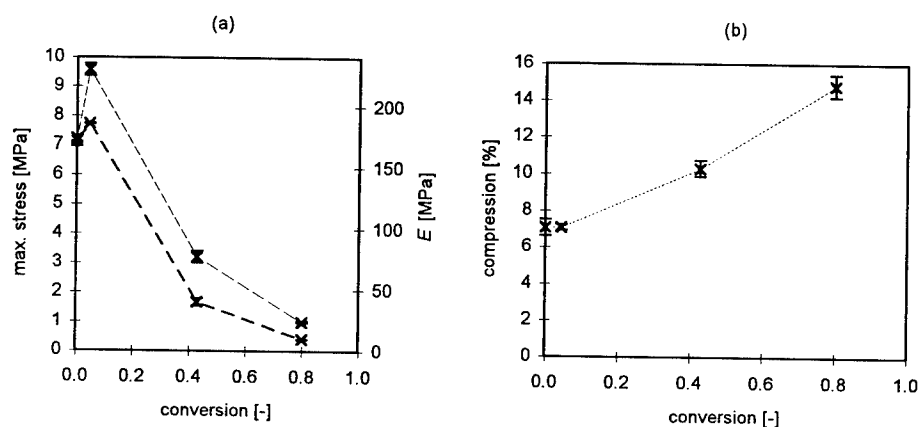 (a)
10
9
8
7
6
5
4
3
2
1
0
max. stress [MPa]
200
150
100
50
0
E [MPa]
0.0 0.2 0.4 0.6 0.8 1.0
conversion [-]
(b)
16
14
12
10
8
6
4
2
0
compression [%]
0.0 0.2 0.4 0.6 0.8 1.0
conversion [-]